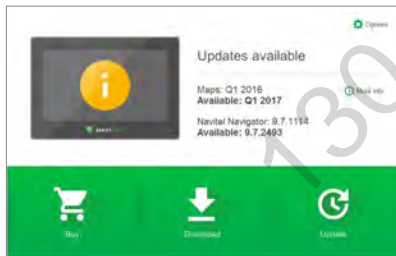 Options
Updates available
Maps: Q1 2016
Available: Q1 2017
More info
Navitel Navigator: 9.7.1114
Available: 9.7.2493
Buy
Download
Update
130